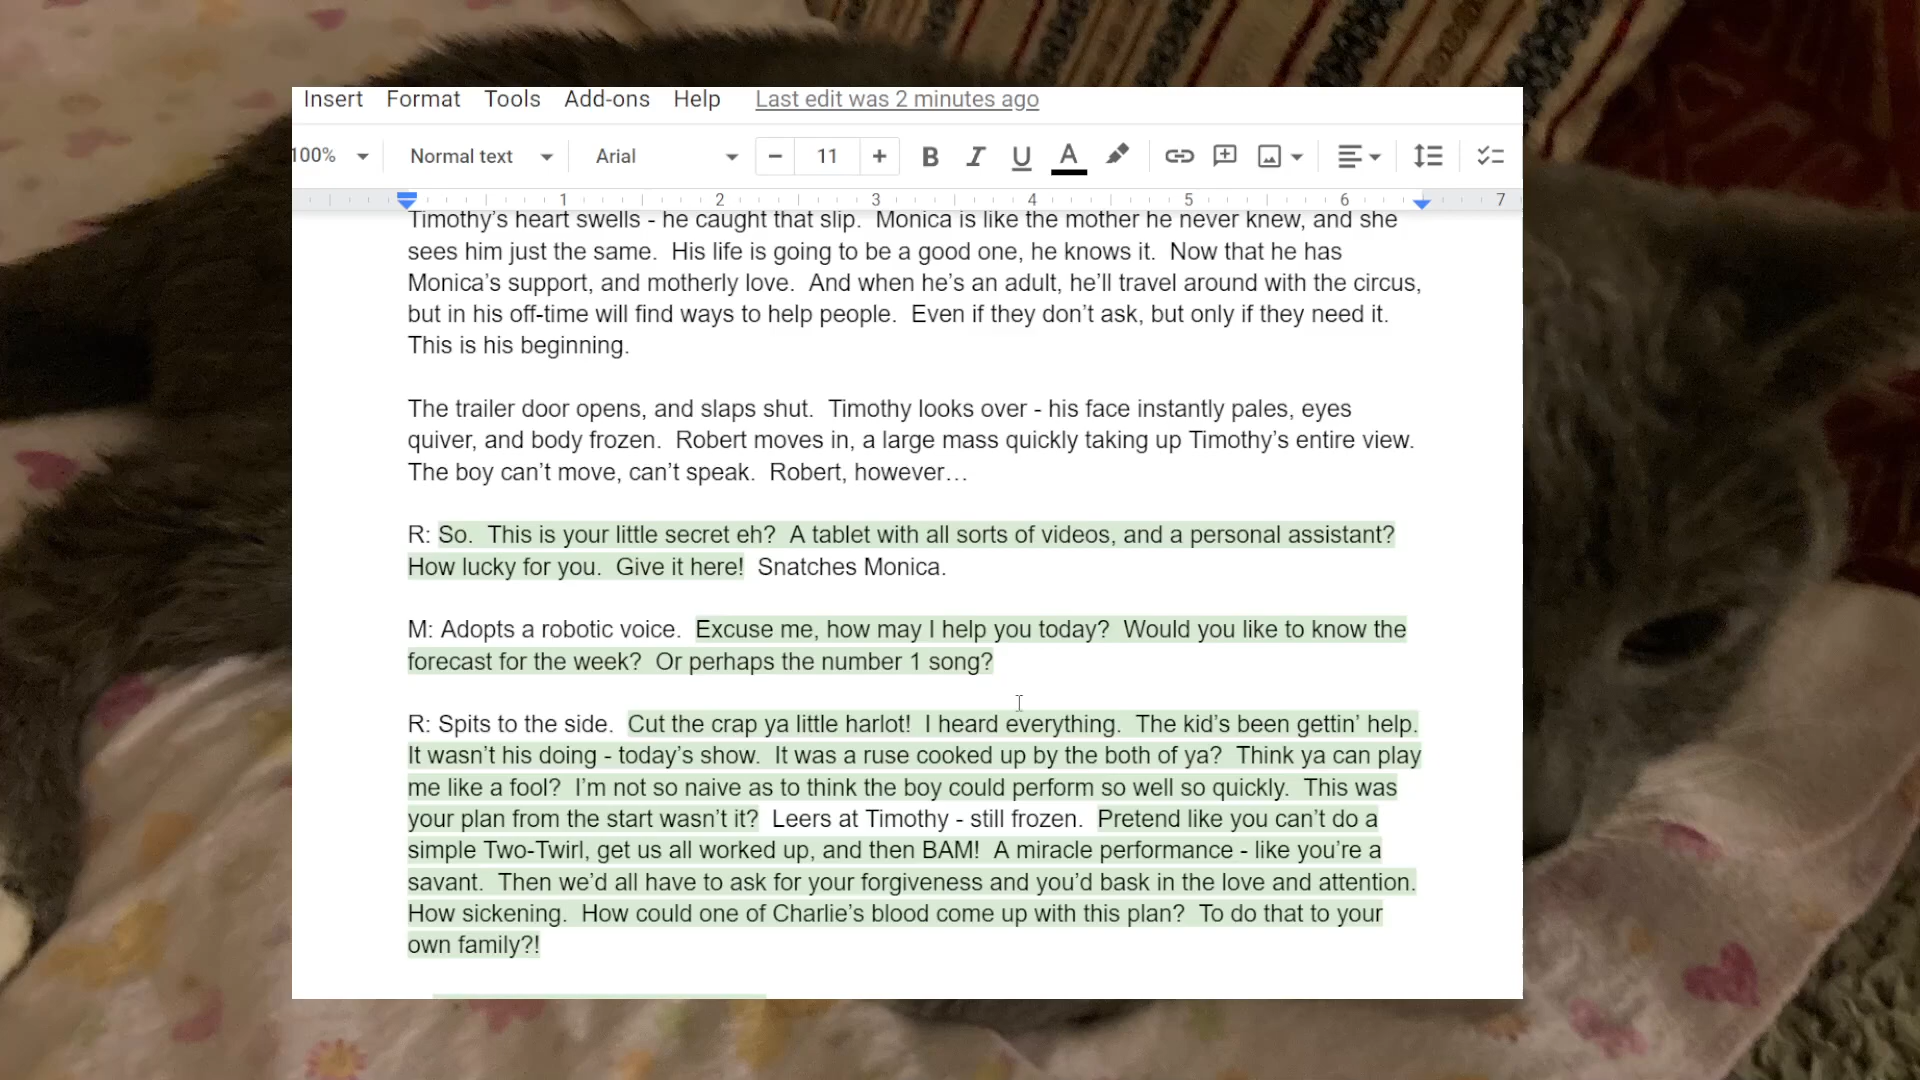 Insert Format Tools Add-ons Help Last edit was 2 minutes ago
100% Normal text Arial 11 B I U A
1 2 3 4 5 6 7
Timothy’s heart swells - he caught that slip.  Monica is like the mother he never knew, and she
sees him just the same.  His life is going to be a good one, he knows it.  Now that he has
Monica’s support, and motherly love.  And when he’s an adult, he’ll travel around with the circus,
but in his off-time will find ways to help people.  Even if they don’t ask, but only if they need it.
This is his beginning.
The trailer door opens, and slaps shut.  Timothy looks over - his face instantly pales, eyes
quiver, and body frozen.  Robert moves in, a large mass quickly taking up Timothy’s entire view.
The boy can’t move, can’t speak.  Robert, however…
R: So.  This is your little secret eh?  A tablet with all sorts of videos, and a personal assistant?
How lucky for you.  Give it here!  Snatches Monica.
M: Adopts a robotic voice.  Excuse me, how may I help you today?  Would you like to know the
forecast for the week?  Or perhaps the number 1 song?
R: Spits to the side.  Cut the crap ya little harlot!  I heard everything.  The kid’s been gettin’ help.
It wasn’t his doing - today’s show.  It was a ruse cooked up by the both of ya?  Think ya can play
me like a fool?  I’m not so naive as to think the boy could perform so well so quickly.  This was
your plan from the start wasn’t it?  Leers at Timothy - still frozen.  Pretend like you can’t do a
simple Two-Twirl, get us all worked up, and then BAM!  A miracle performance - like you’re a
savant.  Then we’d all have to ask for your forgiveness and you’d bask in the love and attention.
How sickening.  How could one of Charlie’s blood come up with this plan?  To do that to your
own family?!